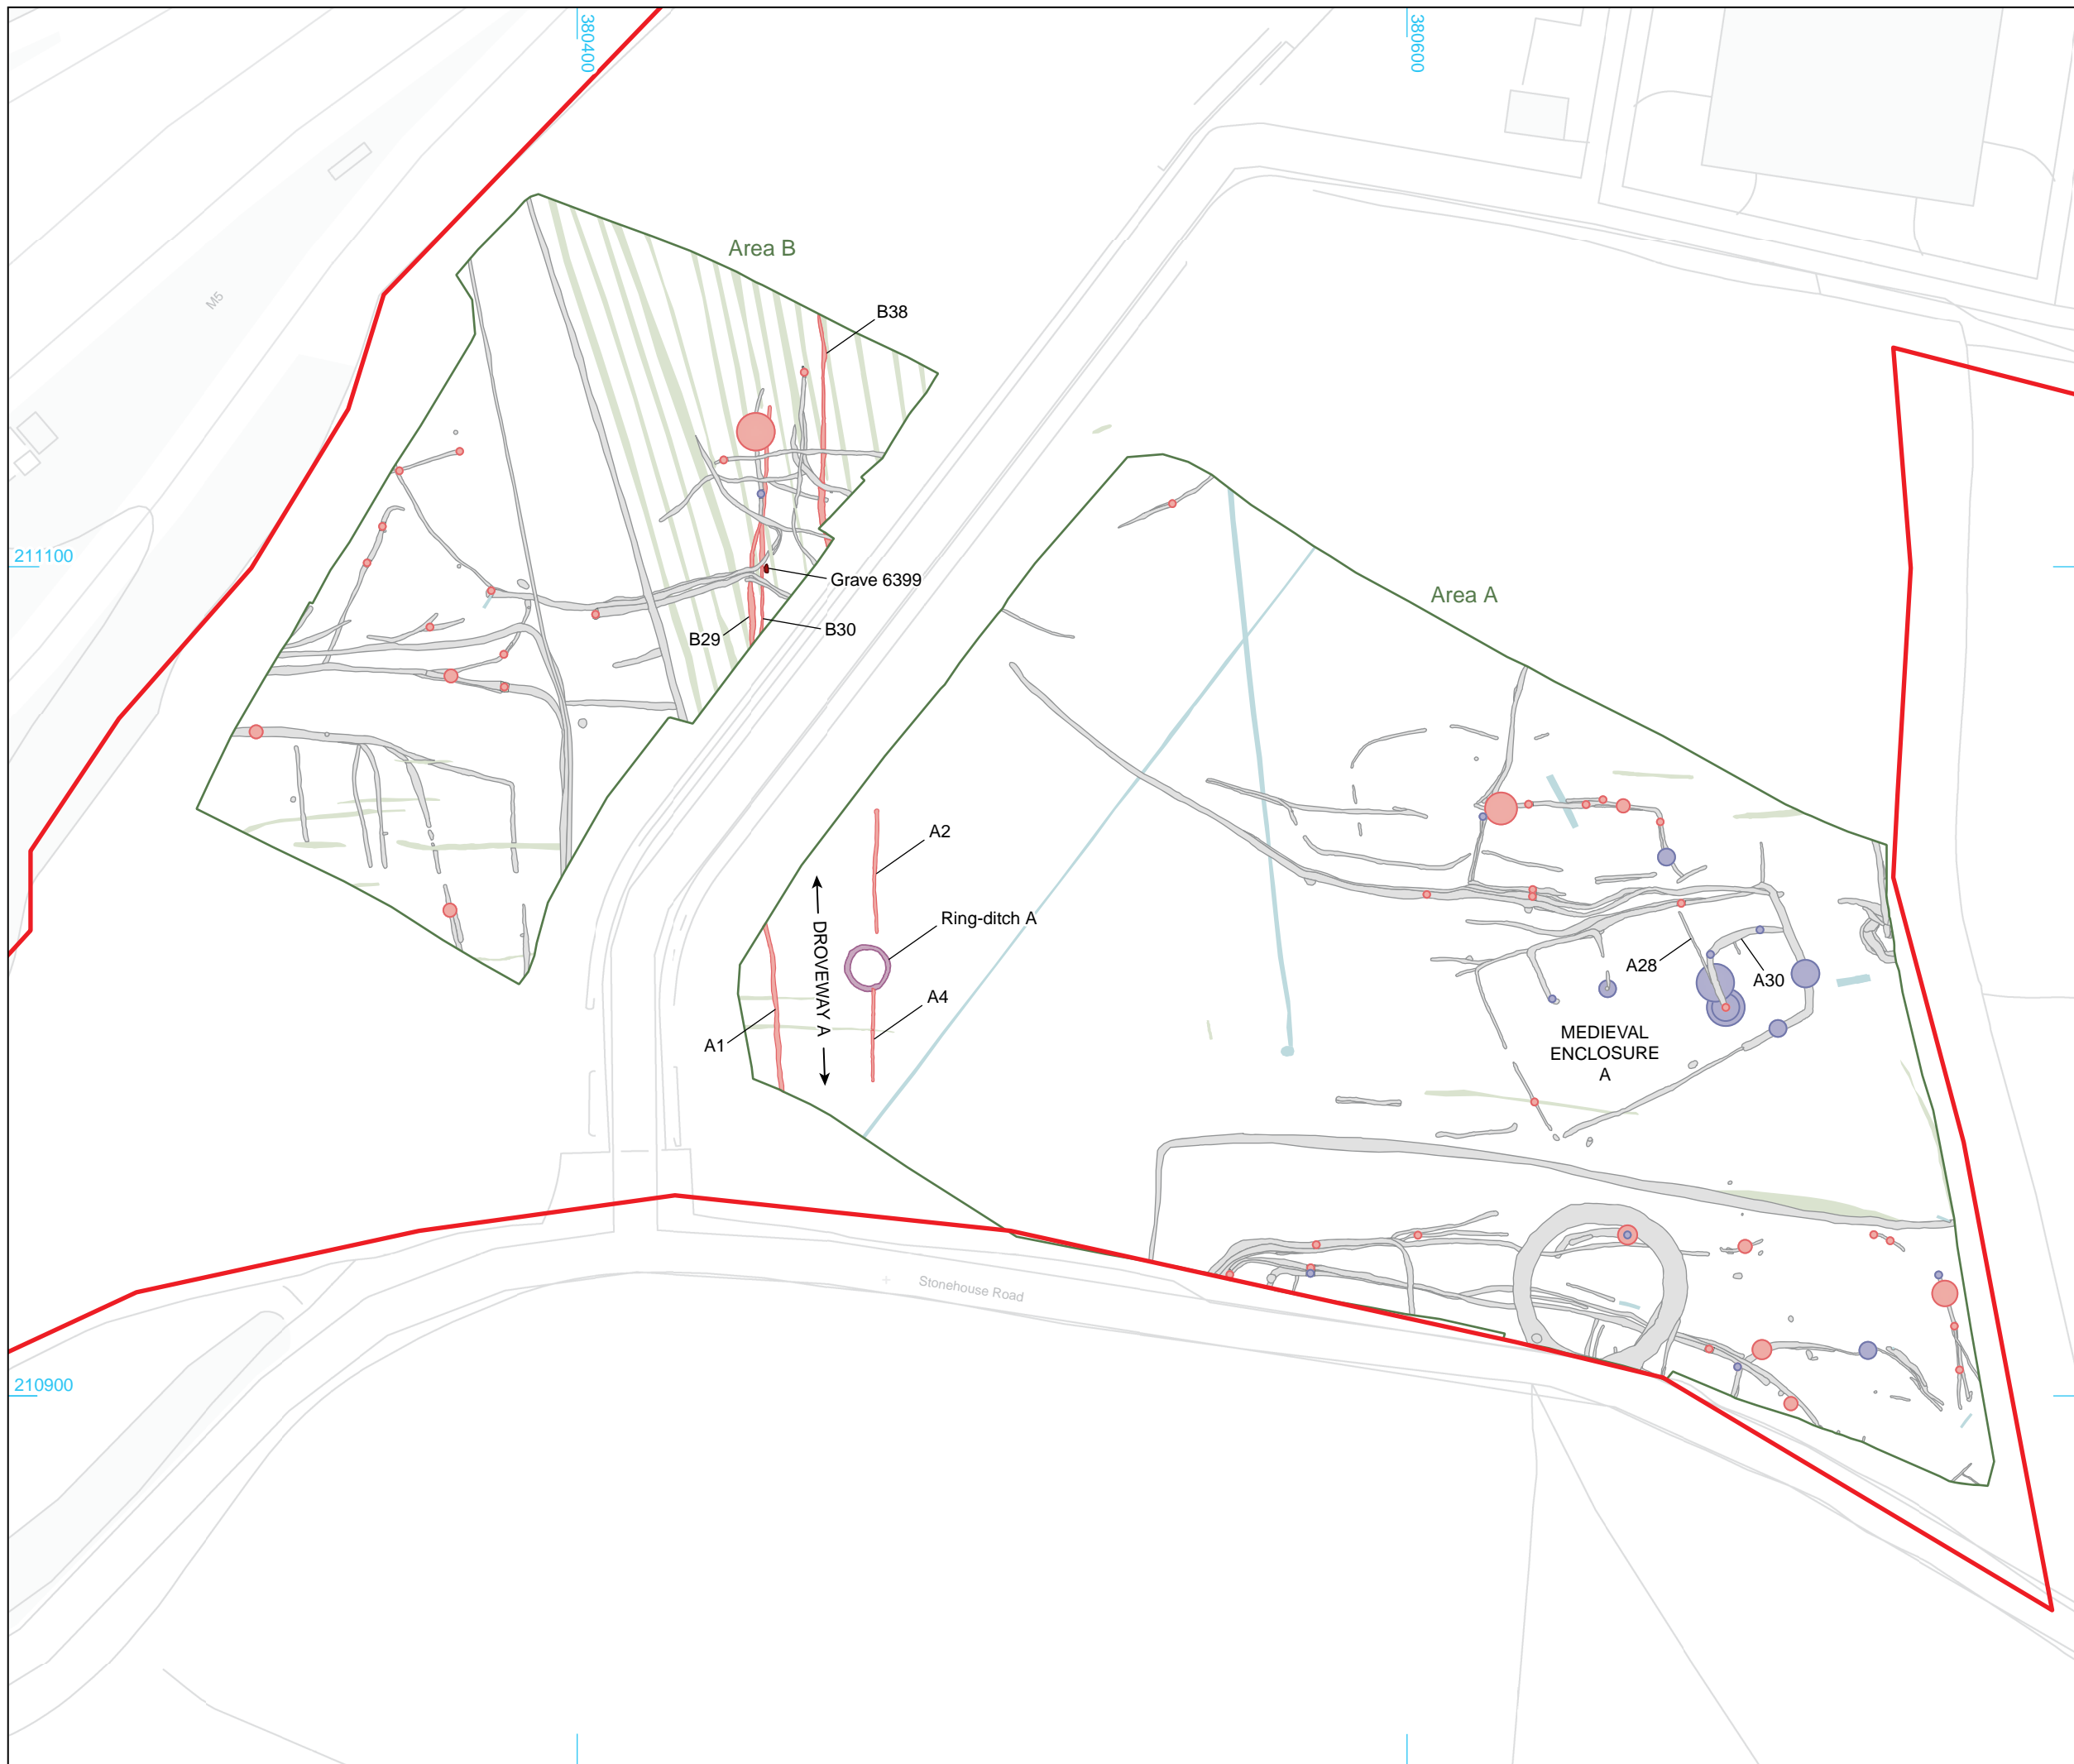 380400
380600
Area B
M5
B38
211100
Grave 6399
Area A
B29
B30
A2
Ring-ditch A
DROVEWAY A
A28
A30
A4
A1
MEDIEVAL
ENCLOSURE
A
Stonehouse Road
210900